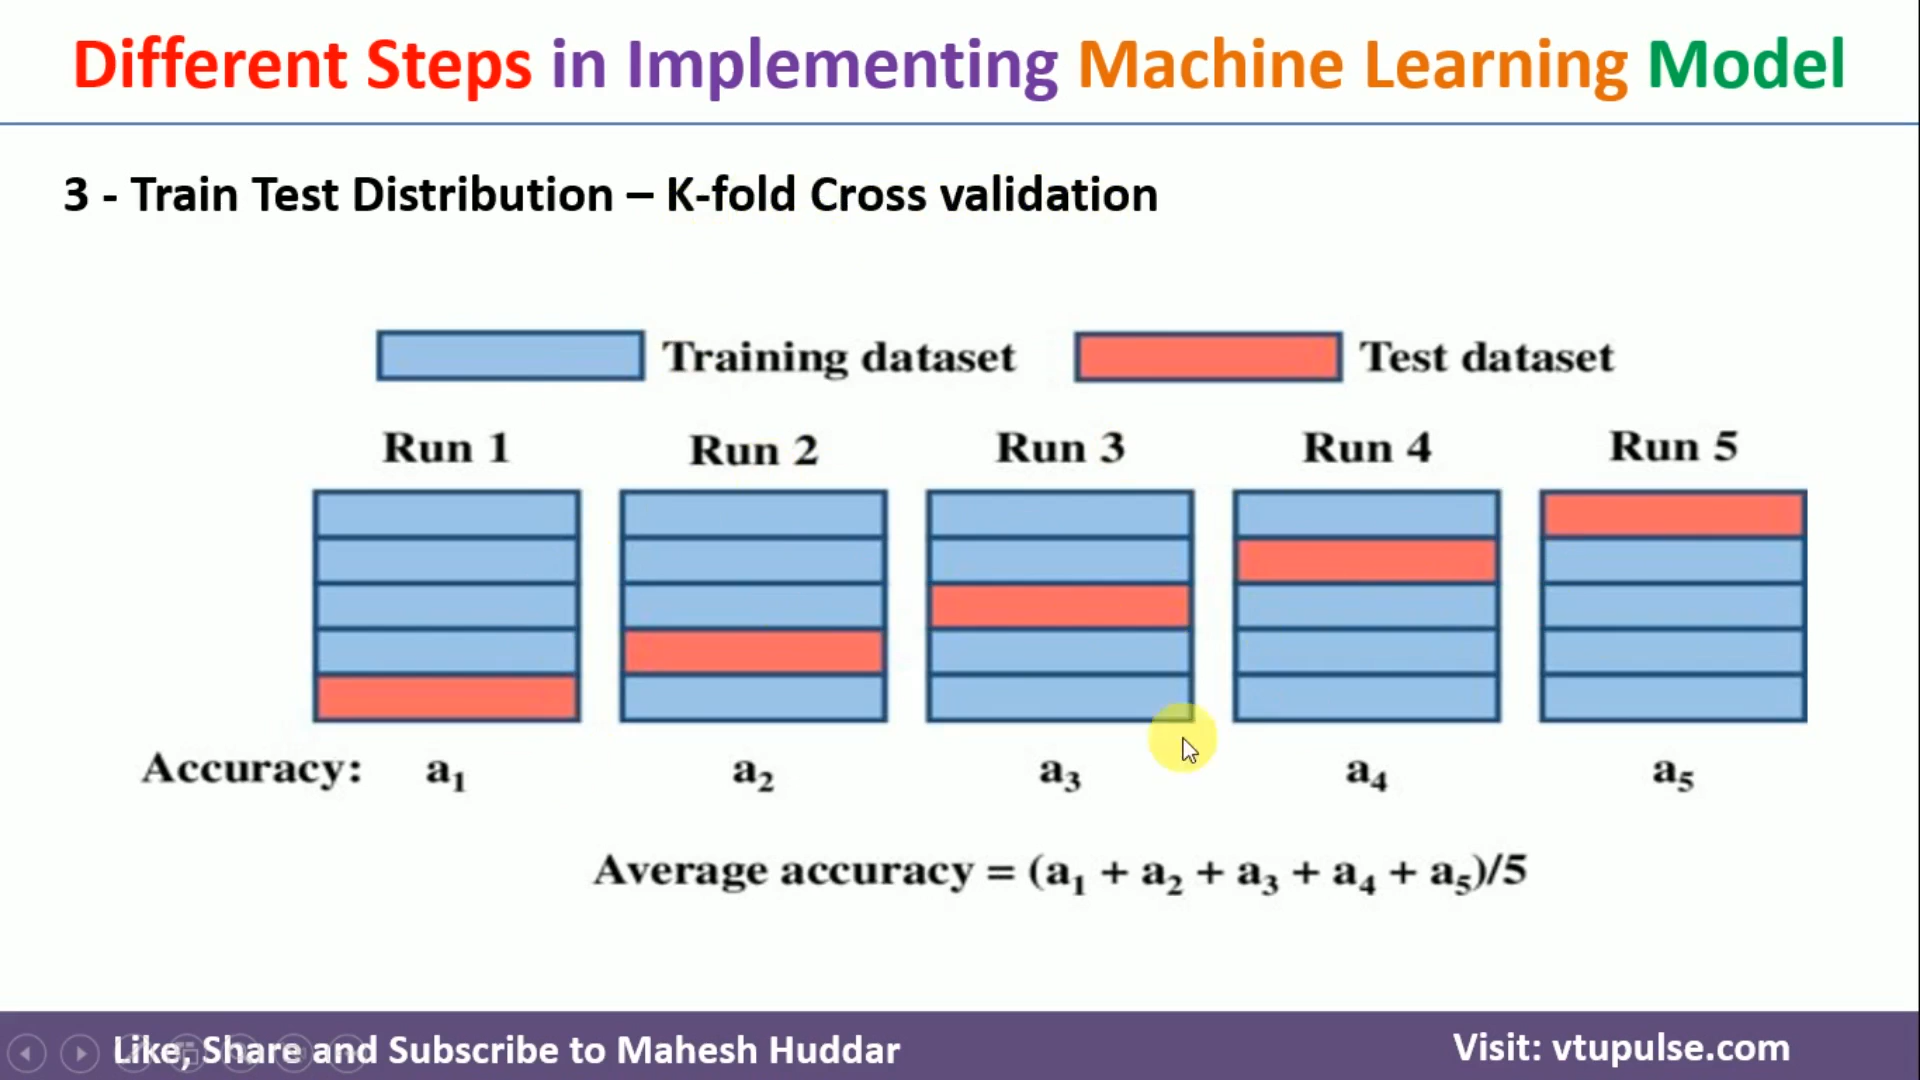 Different Steps in Implementing Machine Learning Model
3 - Train Test Distribution – K-fold Cross validation
Training dataset Test dataset
Run 1 Run 2 Run 3 Run 4 Run 5
Accuracy: a₁ a₂ a₃ a₄ a₅
Average accuracy = (a₁ + a₂ + a₃ + a₄ + a₅)/5
Like, Share and Subscribe to Mahesh Huddar Visit: vtupulse.com